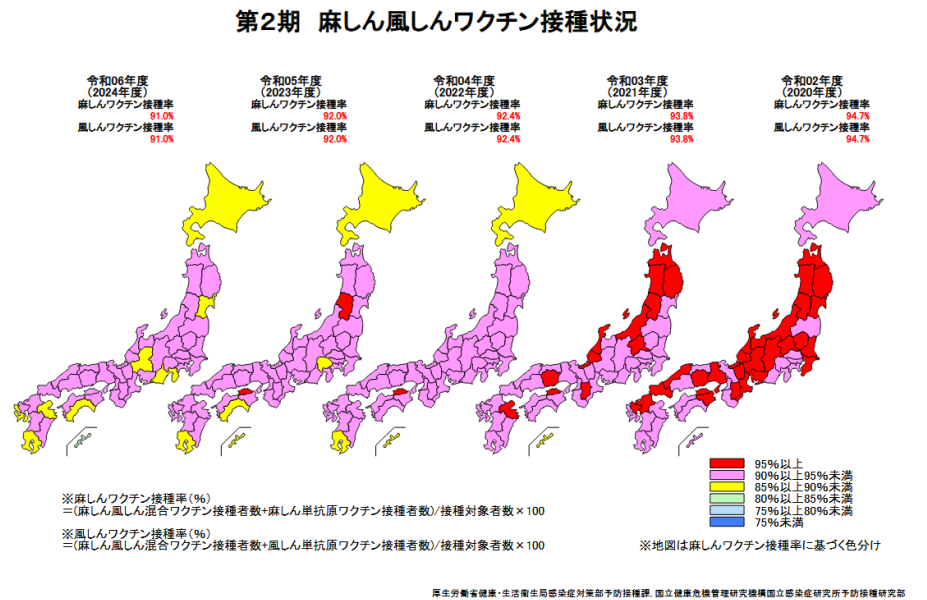 第2期　麻しん風しんワクチン接種状況
令和06年度
（2024年度）
麻しんワクチン接種率
91.0%
風しんワクチン接種率
91.0%
令和05年度
（2023年度）
麻しんワクチン接種率
92.0%
風しんワクチン接種率
92.0%
令和04年度
（2022年度）
麻しんワクチン接種率
92.4%
風しんワクチン接種率
92.4%
令和03年度
（2021年度）
麻しんワクチン接種率
93.8%
風しんワクチン接種率
93.8%
令和02年度
（2020年度）
麻しんワクチン接種率
94.7%
風しんワクチン接種率
94.7%
95%以上
90%以上95%未満
85%以上90%未満
80%以上85%未満
75%以上80%未満
75%未満
※麻しんワクチン接種率（%）
＝(麻しん風しん混合ワクチン接種者数+麻しん単抗原ワクチン接種者数)/接種対象者数×100
※風しんワクチン接種率（%）
＝(麻しん風しん混合ワクチン接種者数+風しん単抗原ワクチン接種者数)/接種対象者数×100
※地図は麻しんワクチン接種率に基づく色分け
厚生労働省健康・生活衛生局感染症対策部予防接種課、国立健康危機管理研究機構国立感染症研究所予防接種研究部